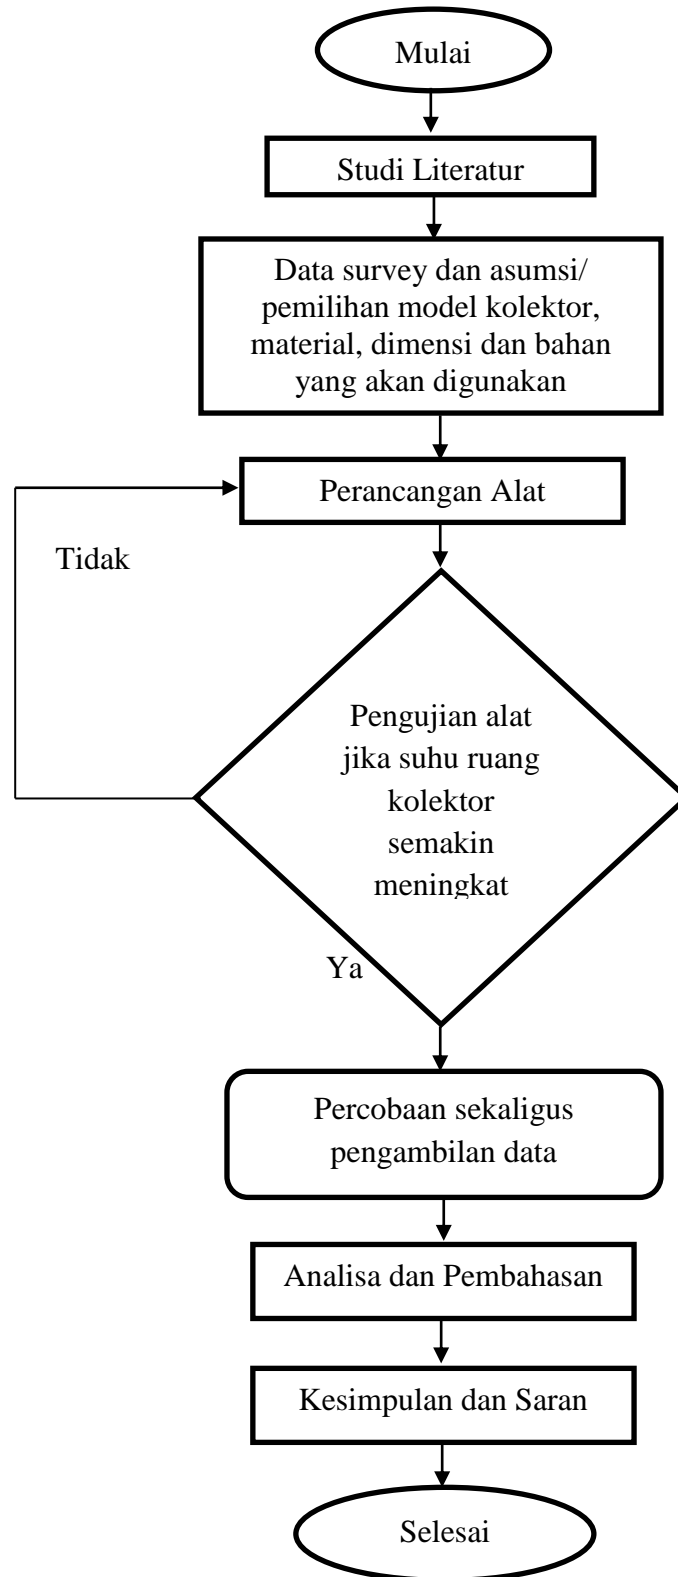 Mulai
Studi Literatur
Data survey dan asumsi/
pemilihan model kolektor,
material, dimensi dan bahan
yang akan digunakan
Perancangan Alat
Tidak
Pengujian alat
jika suhu ruang
kolektor
semakin
meningkat
Ya
Percobaan sekaligus
pengambilan data
Analisa dan Pembahasan
Kesimpulan dan Saran
Selesai